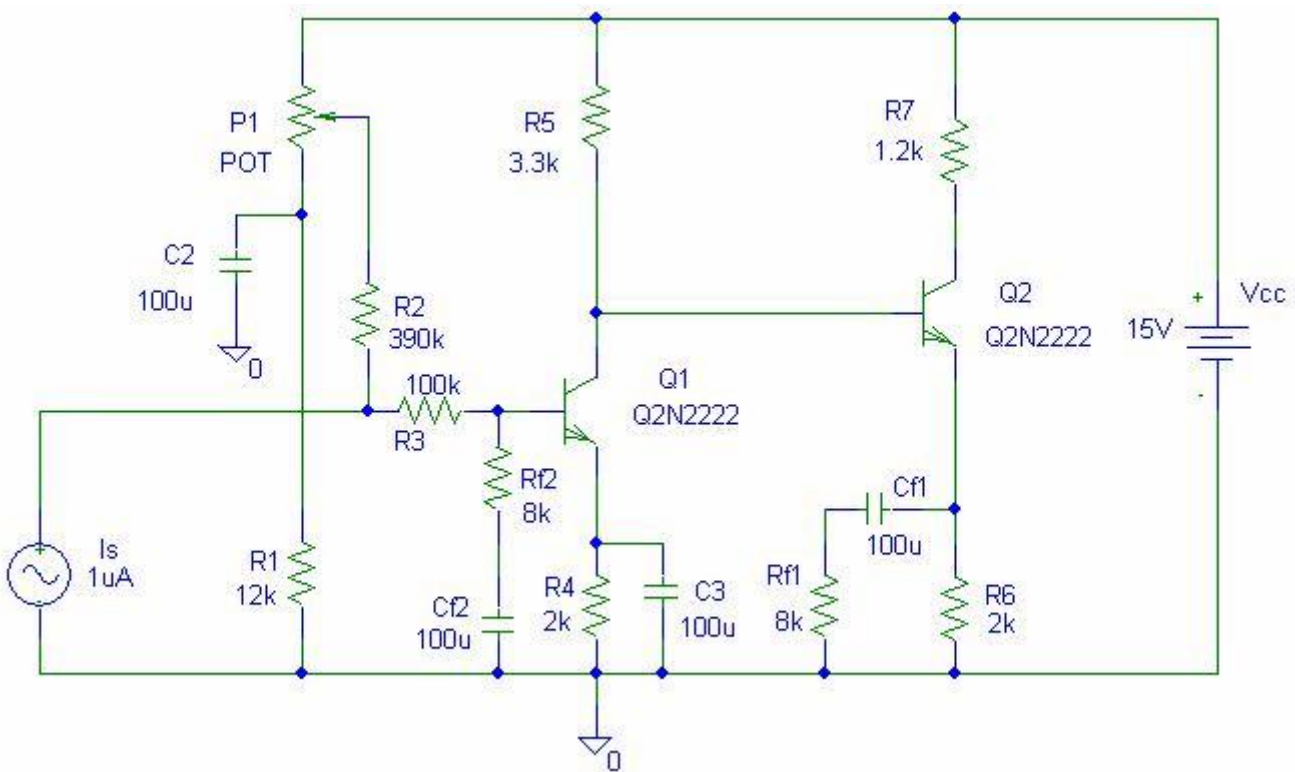 P1
POT
R5
3.3k
R7
1.2k
C2
100u
0
R2
390k
100k
R3
Q1
Q2N2222
Q2
Q2N2222
+
Vcc
15V
-
Rf2
8k
Cf1
100u
Is
1uA
+
-
R1
12k
Cf2
100u
R4
2k
C3
100u
Rf1
8k
R6
2k
0